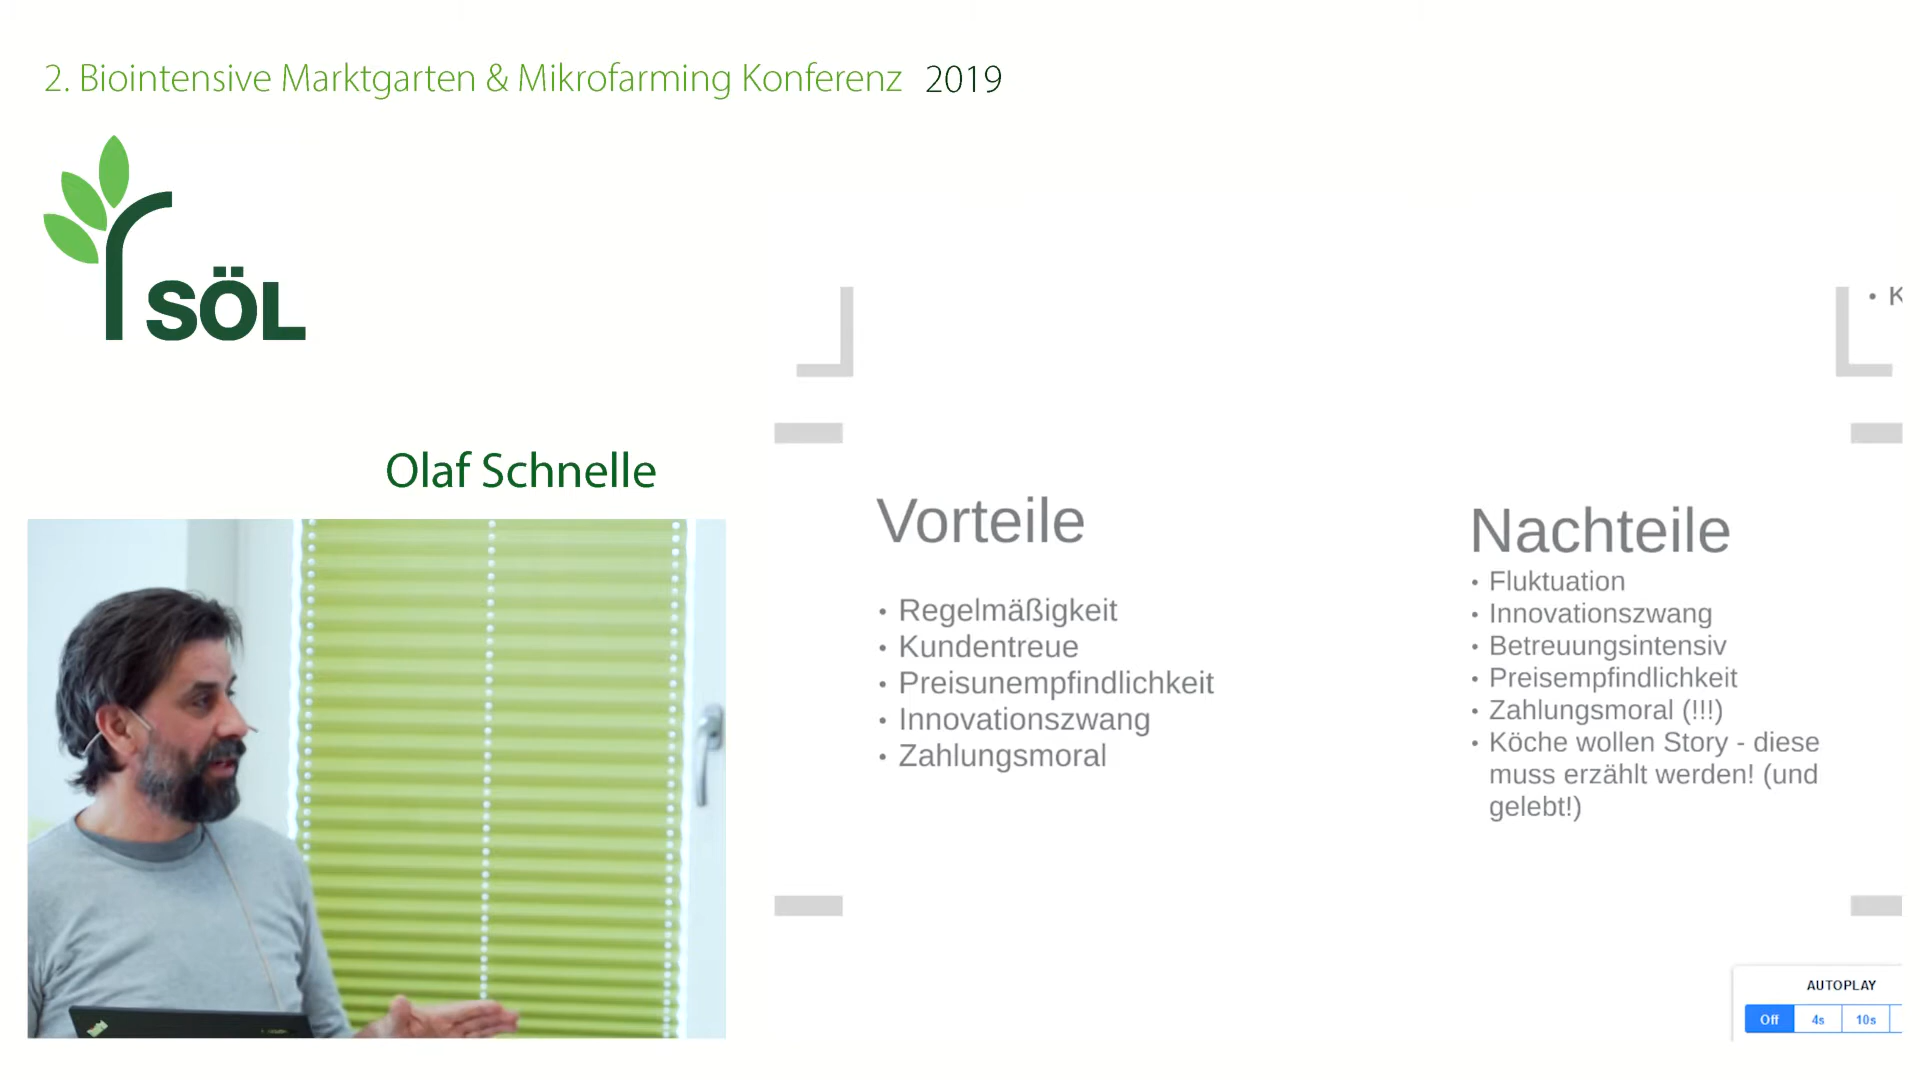 2. Biointensive Marktgarten & Mikrofarming Konferenz 2019
SÖL
• K
Olaf Schnelle
Vorteile
• Regelmäßigkeit
• Kundentreue
• Preisunempfindlichkeit
• Innovationszwang
• Zahlungsmoral
Nachteile
• Fluktuation
• Innovationszwang
• Betreuungsintensiv
• Preisempfindlichkeit
• Zahlungsmoral (!!!)
• Köche wollen Story - diese
muss erzählt werden! (und
gelebt!)
AUTOPLAY
Off 4s 10s